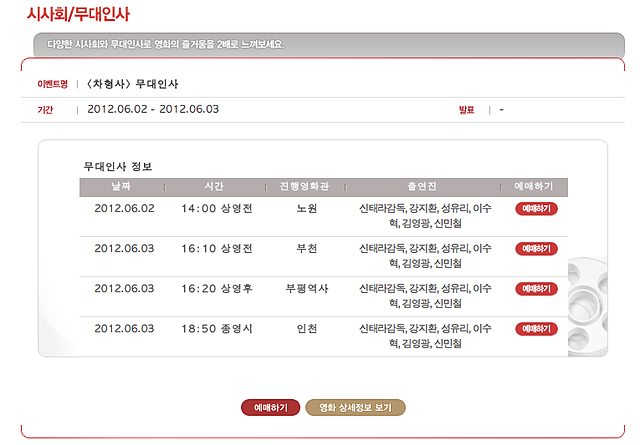 시사회/무대인사
다양한 시사회와 무대인사로 영화의 즐거움을 2배로 느껴보세요.
이벤트명 | 〈차형사〉 무대인사
기간 | 2012.06.02 - 2012.06.03 발표 | -
무대인사 정보
날짜 시간 진행영화관 출연진 예매하기
2012.06.02 14:00 상영전 노원 신태라감독, 강지환, 성유리, 이수 예매하기
혁, 김영광, 신민철
2012.06.03 16:10 상영전 부천 신태라감독, 강지환, 성유리, 이수 예매하기
혁, 김영광, 신민철
2012.06.03 16:20 상영후 부평역사 신태라감독, 강지환, 성유리, 이수 예매하기
혁, 김영광, 신민철
2012.06.03 18:50 종영시 인천 신태라감독, 강지환, 성유리, 이수 예매하기
혁, 김영광, 신민철
예매하기 영화 상세정보 보기